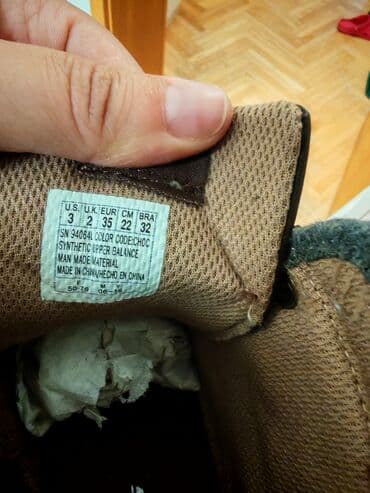 U.S. U.K. EUR CM BRA
3 2 35 22 32
SN 94064L COLOR CODE:CHOC
SYNTHETIC UPPER BALANCE
MAN MADE MATERIAL
MADE IN CHINA/HECHO EN CHINA